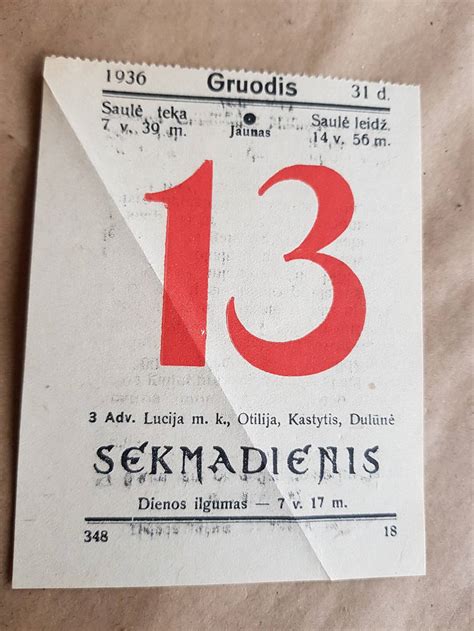 1936 Gruodis 31 d.
Saulė teka Saulė leidž.
7 v. 39 m. Jaunas 14 v. 56 m.
13
3 Adv. Lucija m. k., Otilija, Kastytis, Dulūnė
SEKMADIENIS
Dienos ilgumas — 7 v. 17 m.
348 18